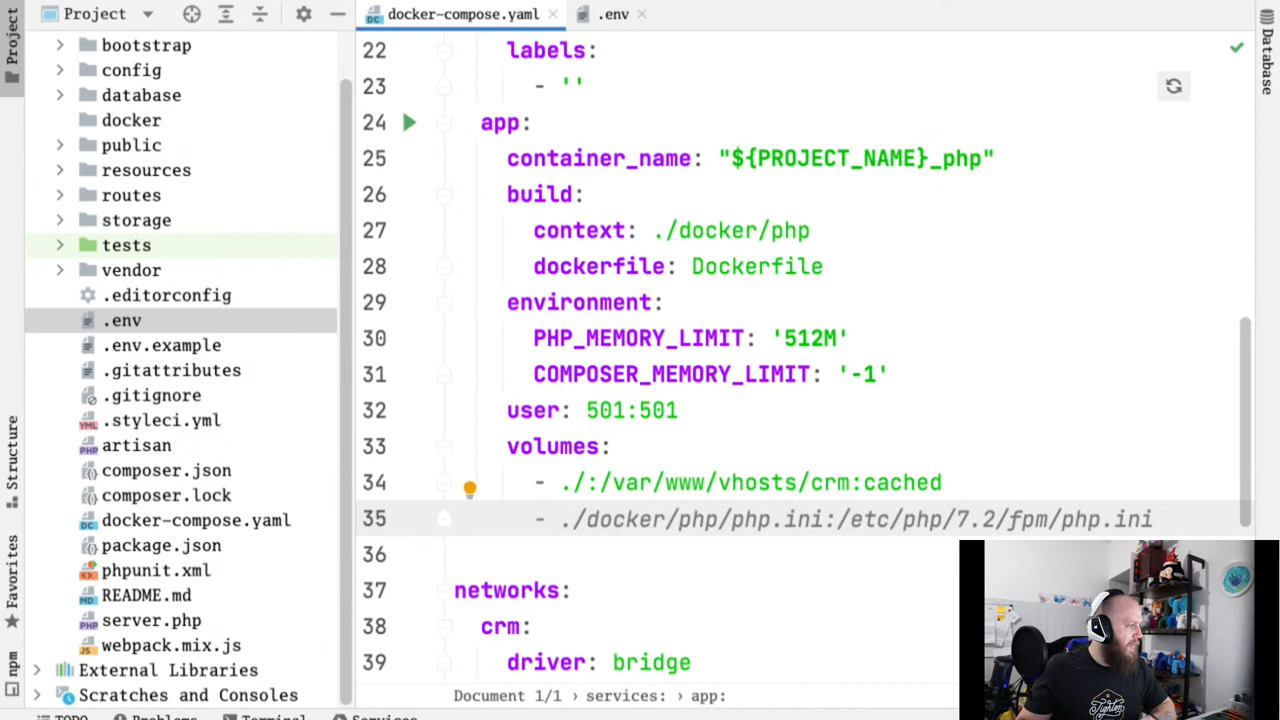 Project
docker-compose.yaml
.env
Project
bootstrap
config
database
docker
public
resources
routes
storage
tests
vendor
.editorconfig
.env
.env.example
.gitattributes
.gitignore
.styleci.yml
artisan
composer.json
composer.lock
docker-compose.yaml
package.json
phpunit.xml
README.md
server.php
webpack.mix.js
External Libraries
Scratches and Consoles
Structure
Favorites
npm
22 labels:
23 - ''
24 app:
25 container_name: "${PROJECT_NAME}_php"
26 build:
27 context: ./docker/php
28 dockerfile: Dockerfile
29 environment:
30 PHP_MEMORY_LIMIT: '512M'
31 COMPOSER_MEMORY_LIMIT: '-1'
32 user: 501:501
33 volumes:
34 - ./:/var/www/vhosts/crm:cached
35 - ./docker/php/php.ini:/etc/php/7.2/fpm/php.ini
36
37 networks:
38 crm:
39 driver: bridge
Document 1/1 › services: › app:
Database
TODO
Problems
Terminal
Services